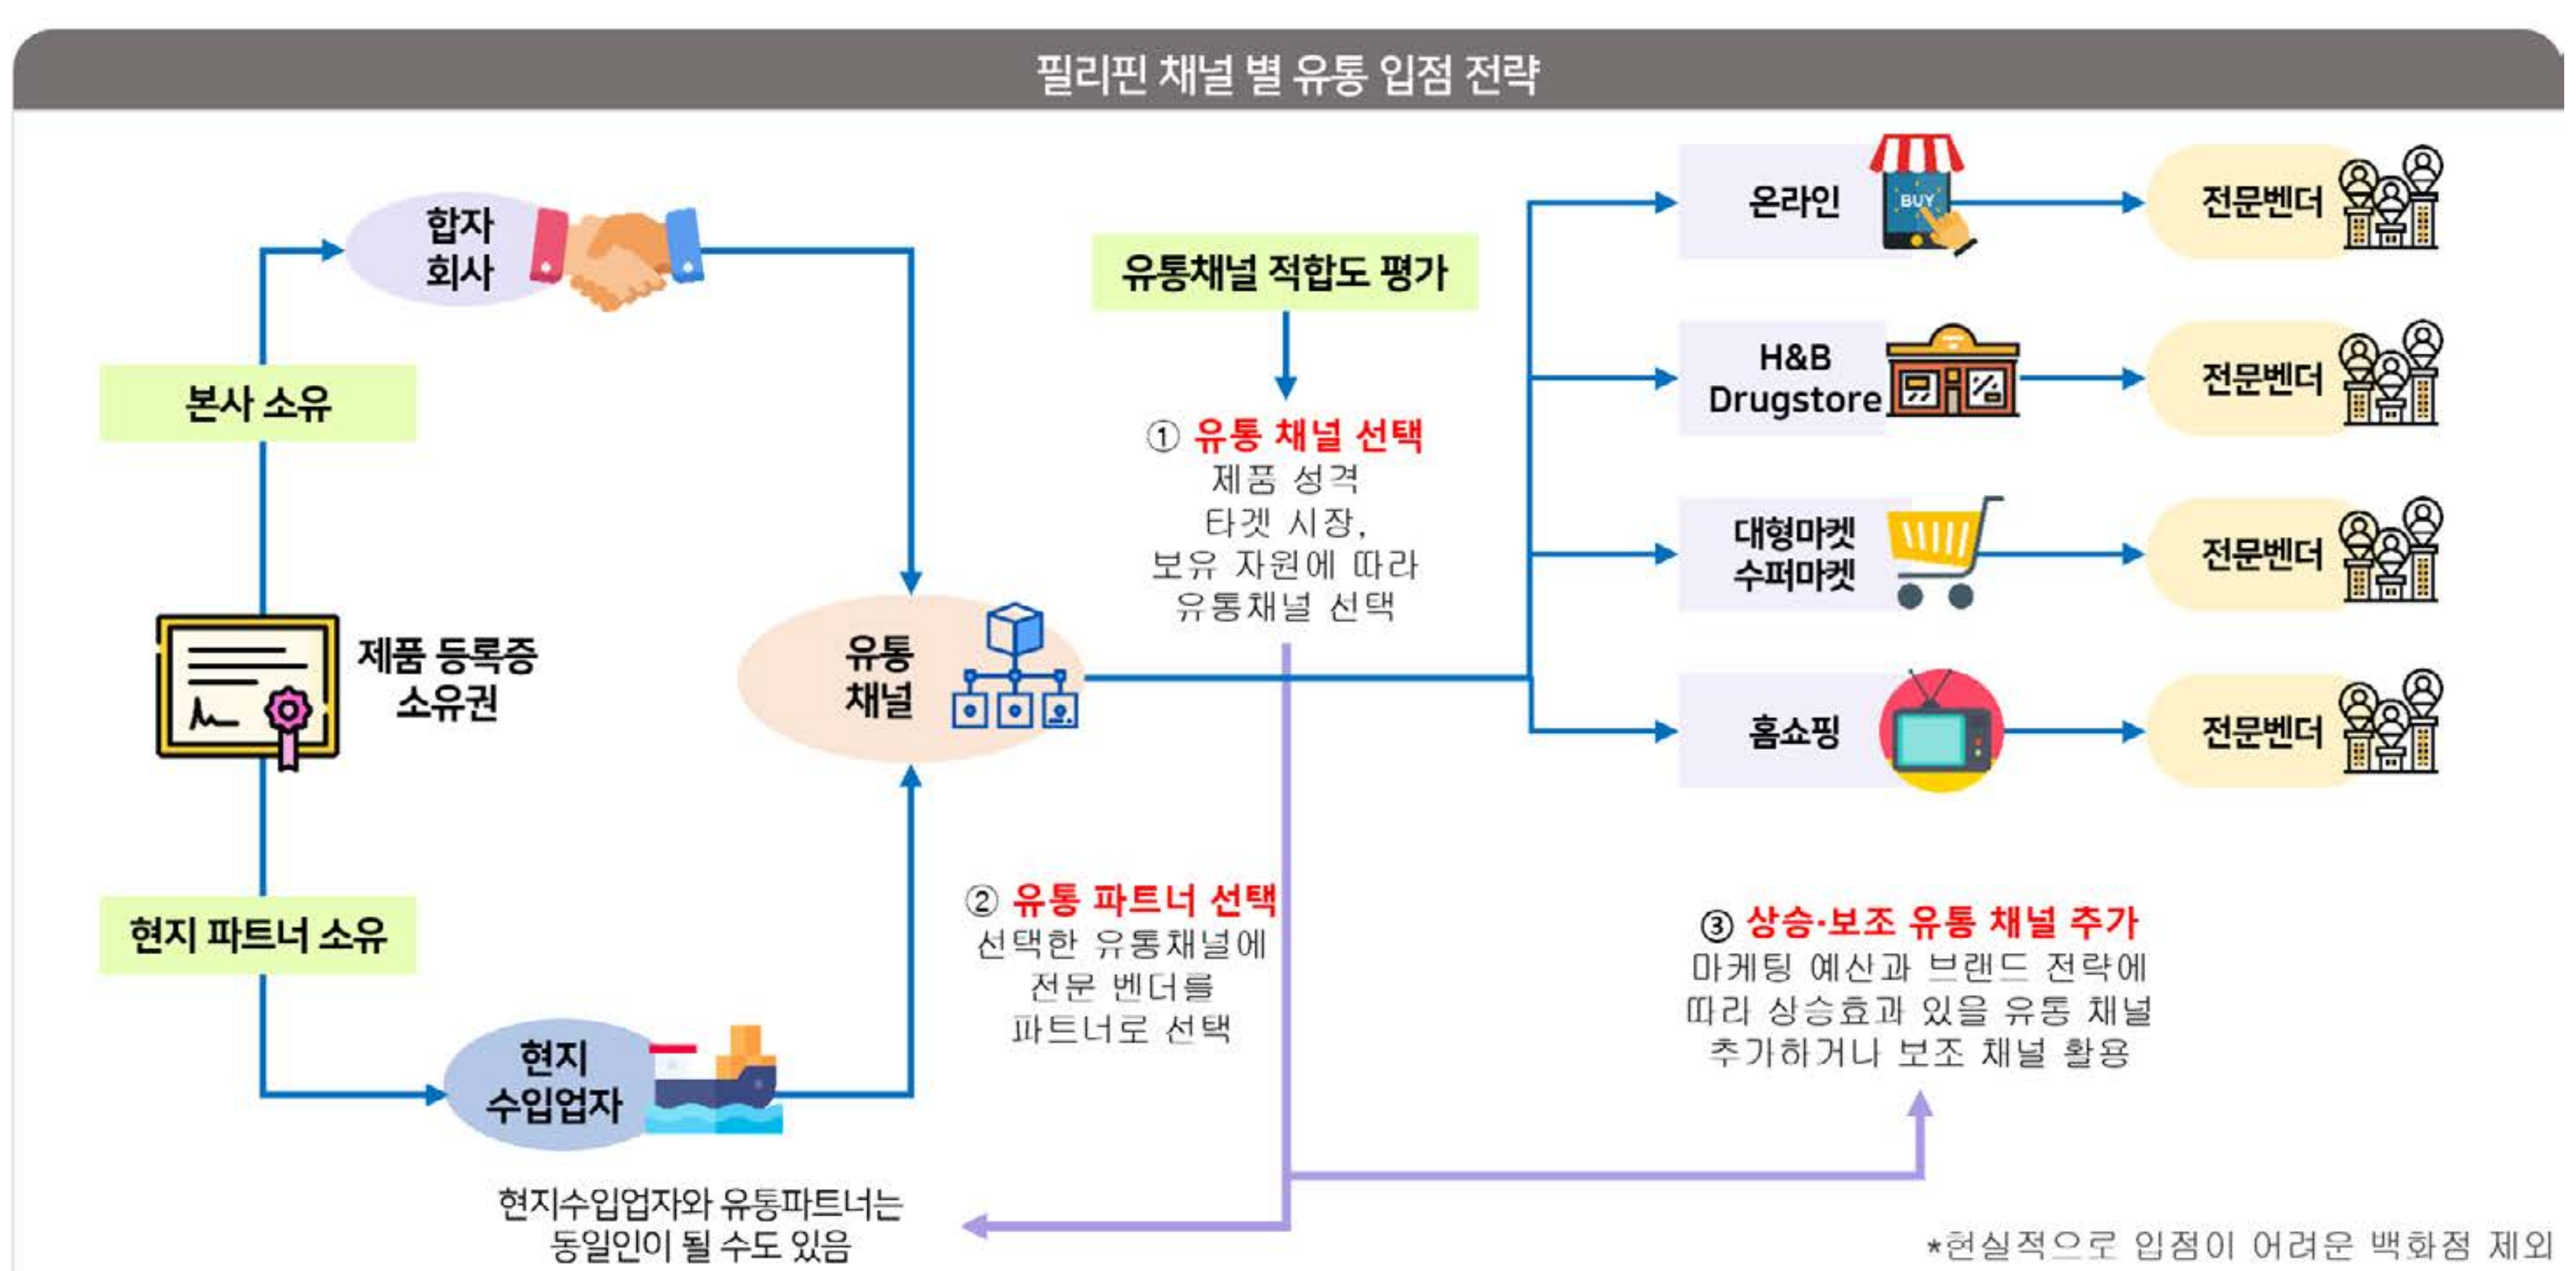 필리핀 채널 별 유통 입점 전략
합자
회사
본사 소유
제품 등록증
소유권
현지 파트너 소유
현지
수입업자
현지수입업자와 유통파트너는
동일인이 될 수도 있음
유통
채널
유통채널 적합도 평가
① 유통 채널 선택
제품 성격
타겟 시장,
보유 자원에 따라
유통채널 선택
② 유통 파트너 선택
선택한 유통채널에
전문 벤더를
파트너로 선택
온라인
BUY
전문벤더
H&B
Drugstore
전문벤더
대형마켓
수퍼마켓
전문벤더
홈쇼핑
전문벤더
③ 상승·보조 유통 채널 추가
마케팅 예산과 브랜드 전략에
따라 상승효과 있을 유통 채널
추가하거나 보조 채널 활용
*현실적으로 입점이 어려운 백화점 제외